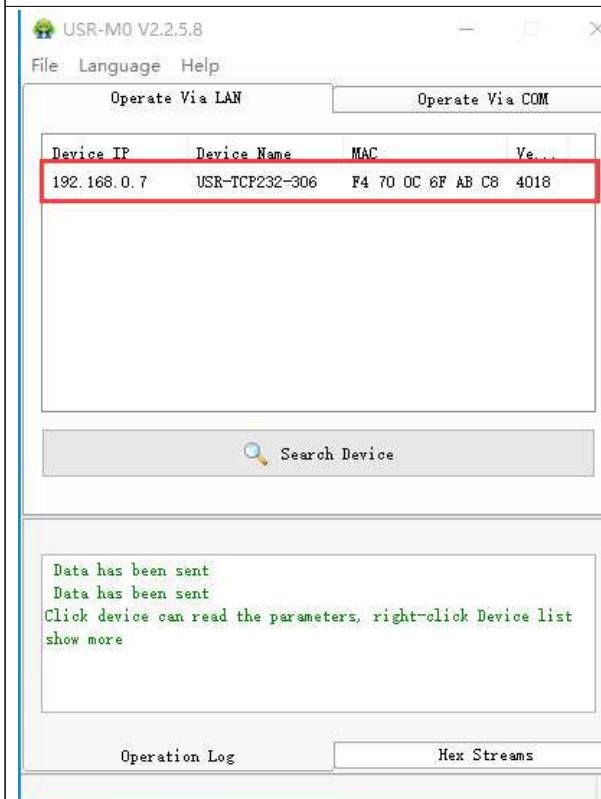 USR-M0 V2.2.5.8
File Language Help
Operate Via LAN Operate Via COM
Device IP Device Name MAC Ve...
192.168.0.7 USR-TCP232-306 F4 70 0C 6F AB C8 4018
Search Device
Data has been sent
Data has been sent
Click device can read the parameters, right-click Device list
show more
Operation Log Hex Streams